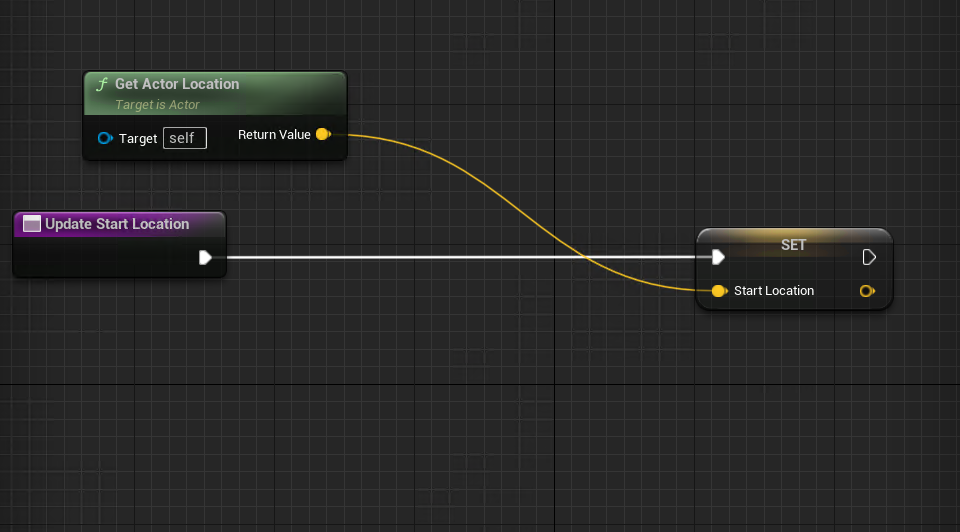 Get Actor Location
Target is Actor
Target self
Return Value
Update Start Location
SET
Start Location